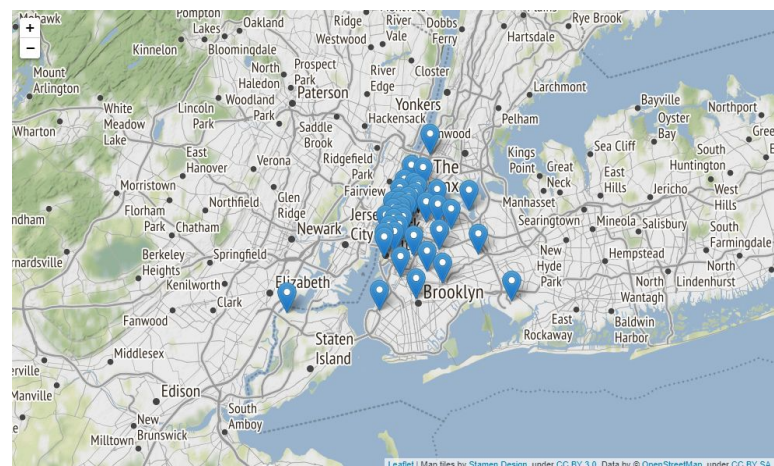 Pompton
Lakes
Oakland
Ridge
River
Vale
Dobbs
Ferry
Rye Brook
+
−
Kinnelon
Bloomingdale
Westwood
Hartsdale
Mount
Arlington
North
Haledon
Prospect
Park
River
Edge
Closter
Larchmont
White
Meadow
Lake
Lincoln
Park
Woodland
Park
Paterson
Yonkers
Hackensack
Pelham
Bayville
Northport
Wharton
Saddle
Brook
Oyster
Bay
East
Hanover
Verona
Ridgefield
Park
The
Kings
Point
Great
Neck
Sea Cliff
South
Huntington
Morristown
Fairview
East
Hills
Jericho
West
Hills
Florham
Park
Northfield
Glen
Ridge
Manhasset
Chatham
Newark
City
Searingtown
Mineola
Salisbury
South
Farmingdale
Berkeley
Heights
Springfield
New
Hyde
Park
Hempstead
North
Lindenhurst
Kenilworth
Elizabeth
North
Wantagh
Clark
Brooklyn
Fanwood
East
Rockaway
Baldwin
Harbor
Staten
Island
Middlesex
Edison
South
Amboy
New
Brunswick
Milltown
Leaflet | Map tiles by Stamen Design, under CC BY 3.0. Data by © OpenStreetMap, under CC BY SA